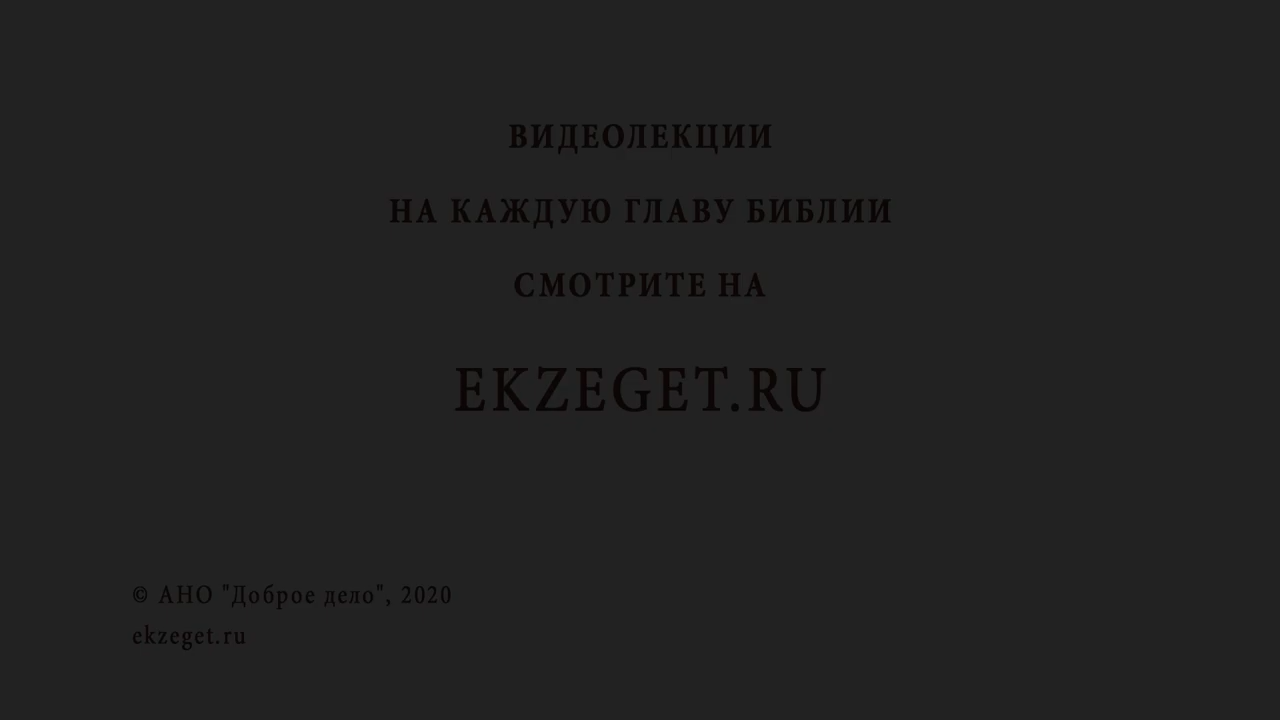 ВИДЕОЛЕКЦИИ
НА КАЖДУЮ ГЛАВУ БИБЛИИ
СМОТРИТЕ НА
EKZEGET.RU
© АНО "Доброе дело", 2020
ekzeget.ru